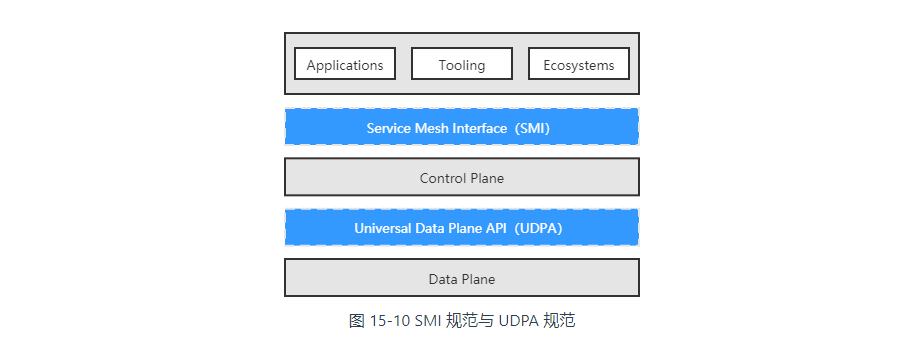 Applications Tooling Ecosystems
Service Mesh Interface（SMI）
Control Plane
Universal Data Plane API（UDPA）
Data Plane
图 15-10 SMI 规范与 UDPA 规范